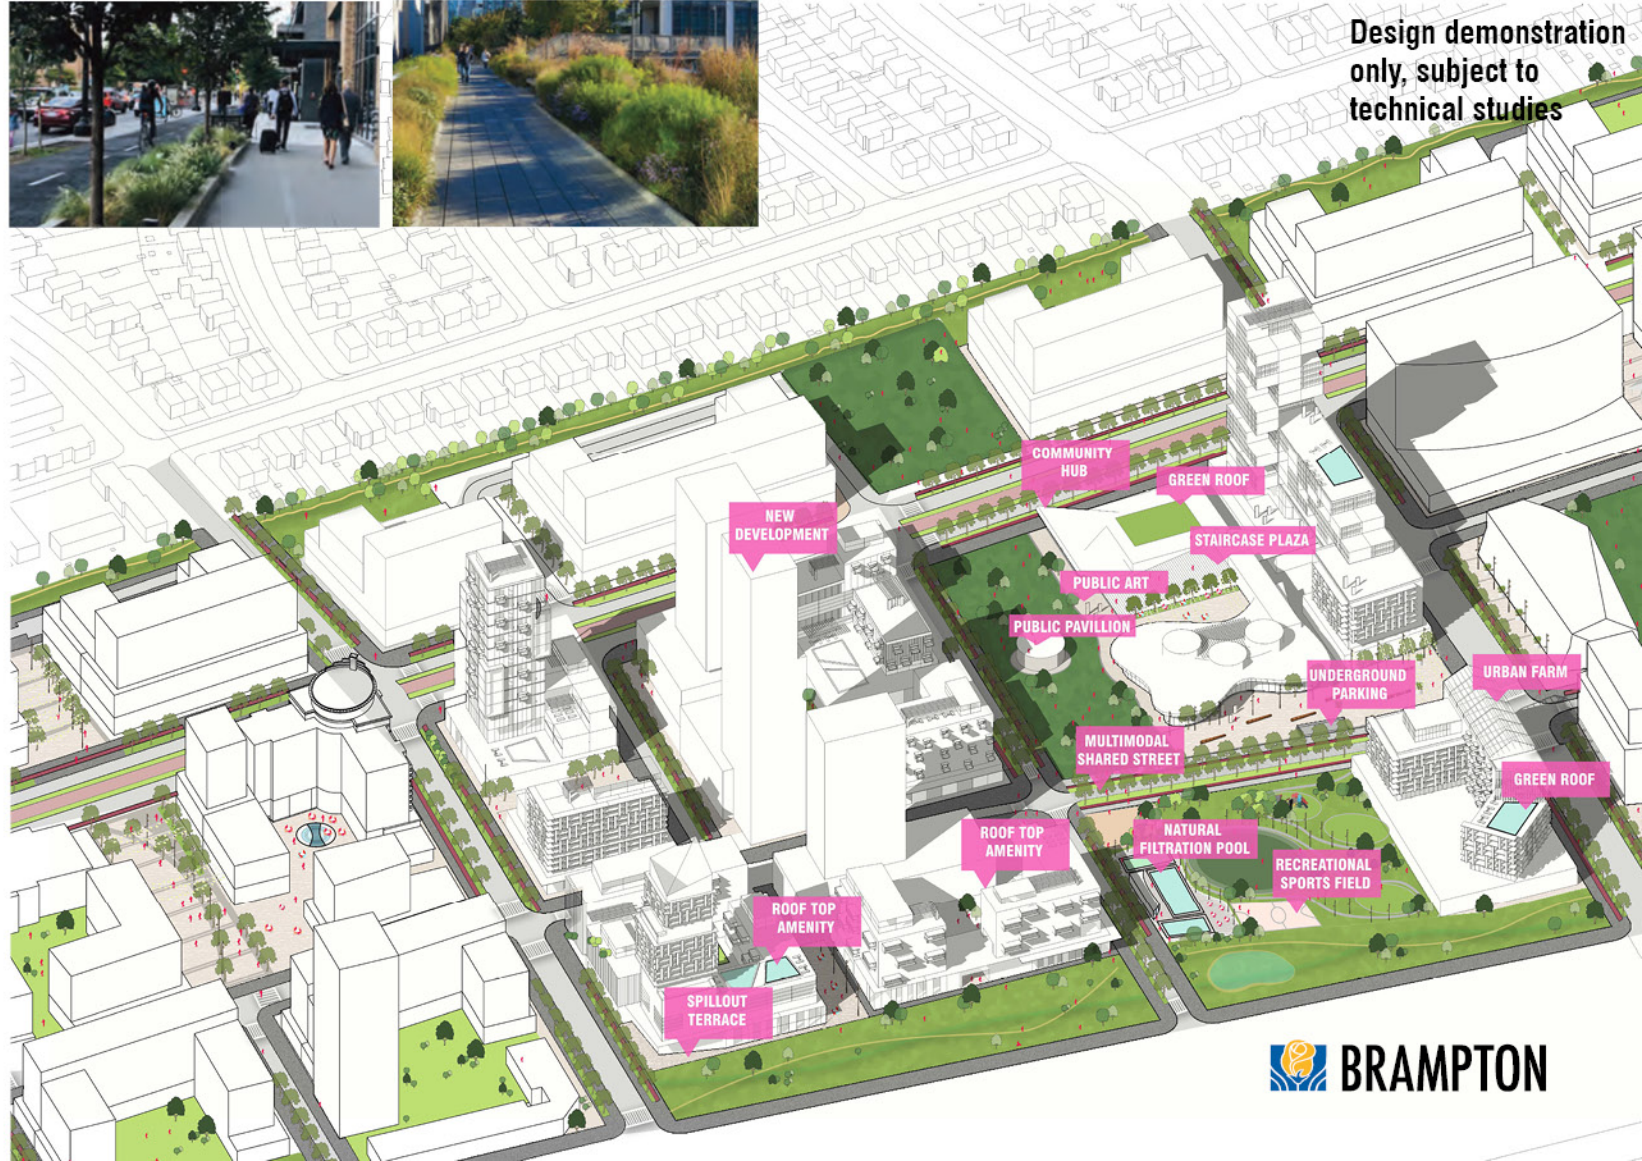 Design demonstration
only, subject to
technical studies
COMMUNITY
HUB
GREEN ROOF
NEW
DEVELOPMENT
STAIRCASE PLAZA
PUBLIC ART
PUBLIC PAVILLION
UNDERGROUND
PARKING
URBAN FARM
MULTIMODAL
SHARED STREET
GREEN ROOF
ROOF TOP
AMENITY
NATURAL
FILTRATION POOL
RECREATIONAL
SPORTS FIELD
ROOF TOP
AMENITY
SPILLOUT
TERRACE
BRAMPTON